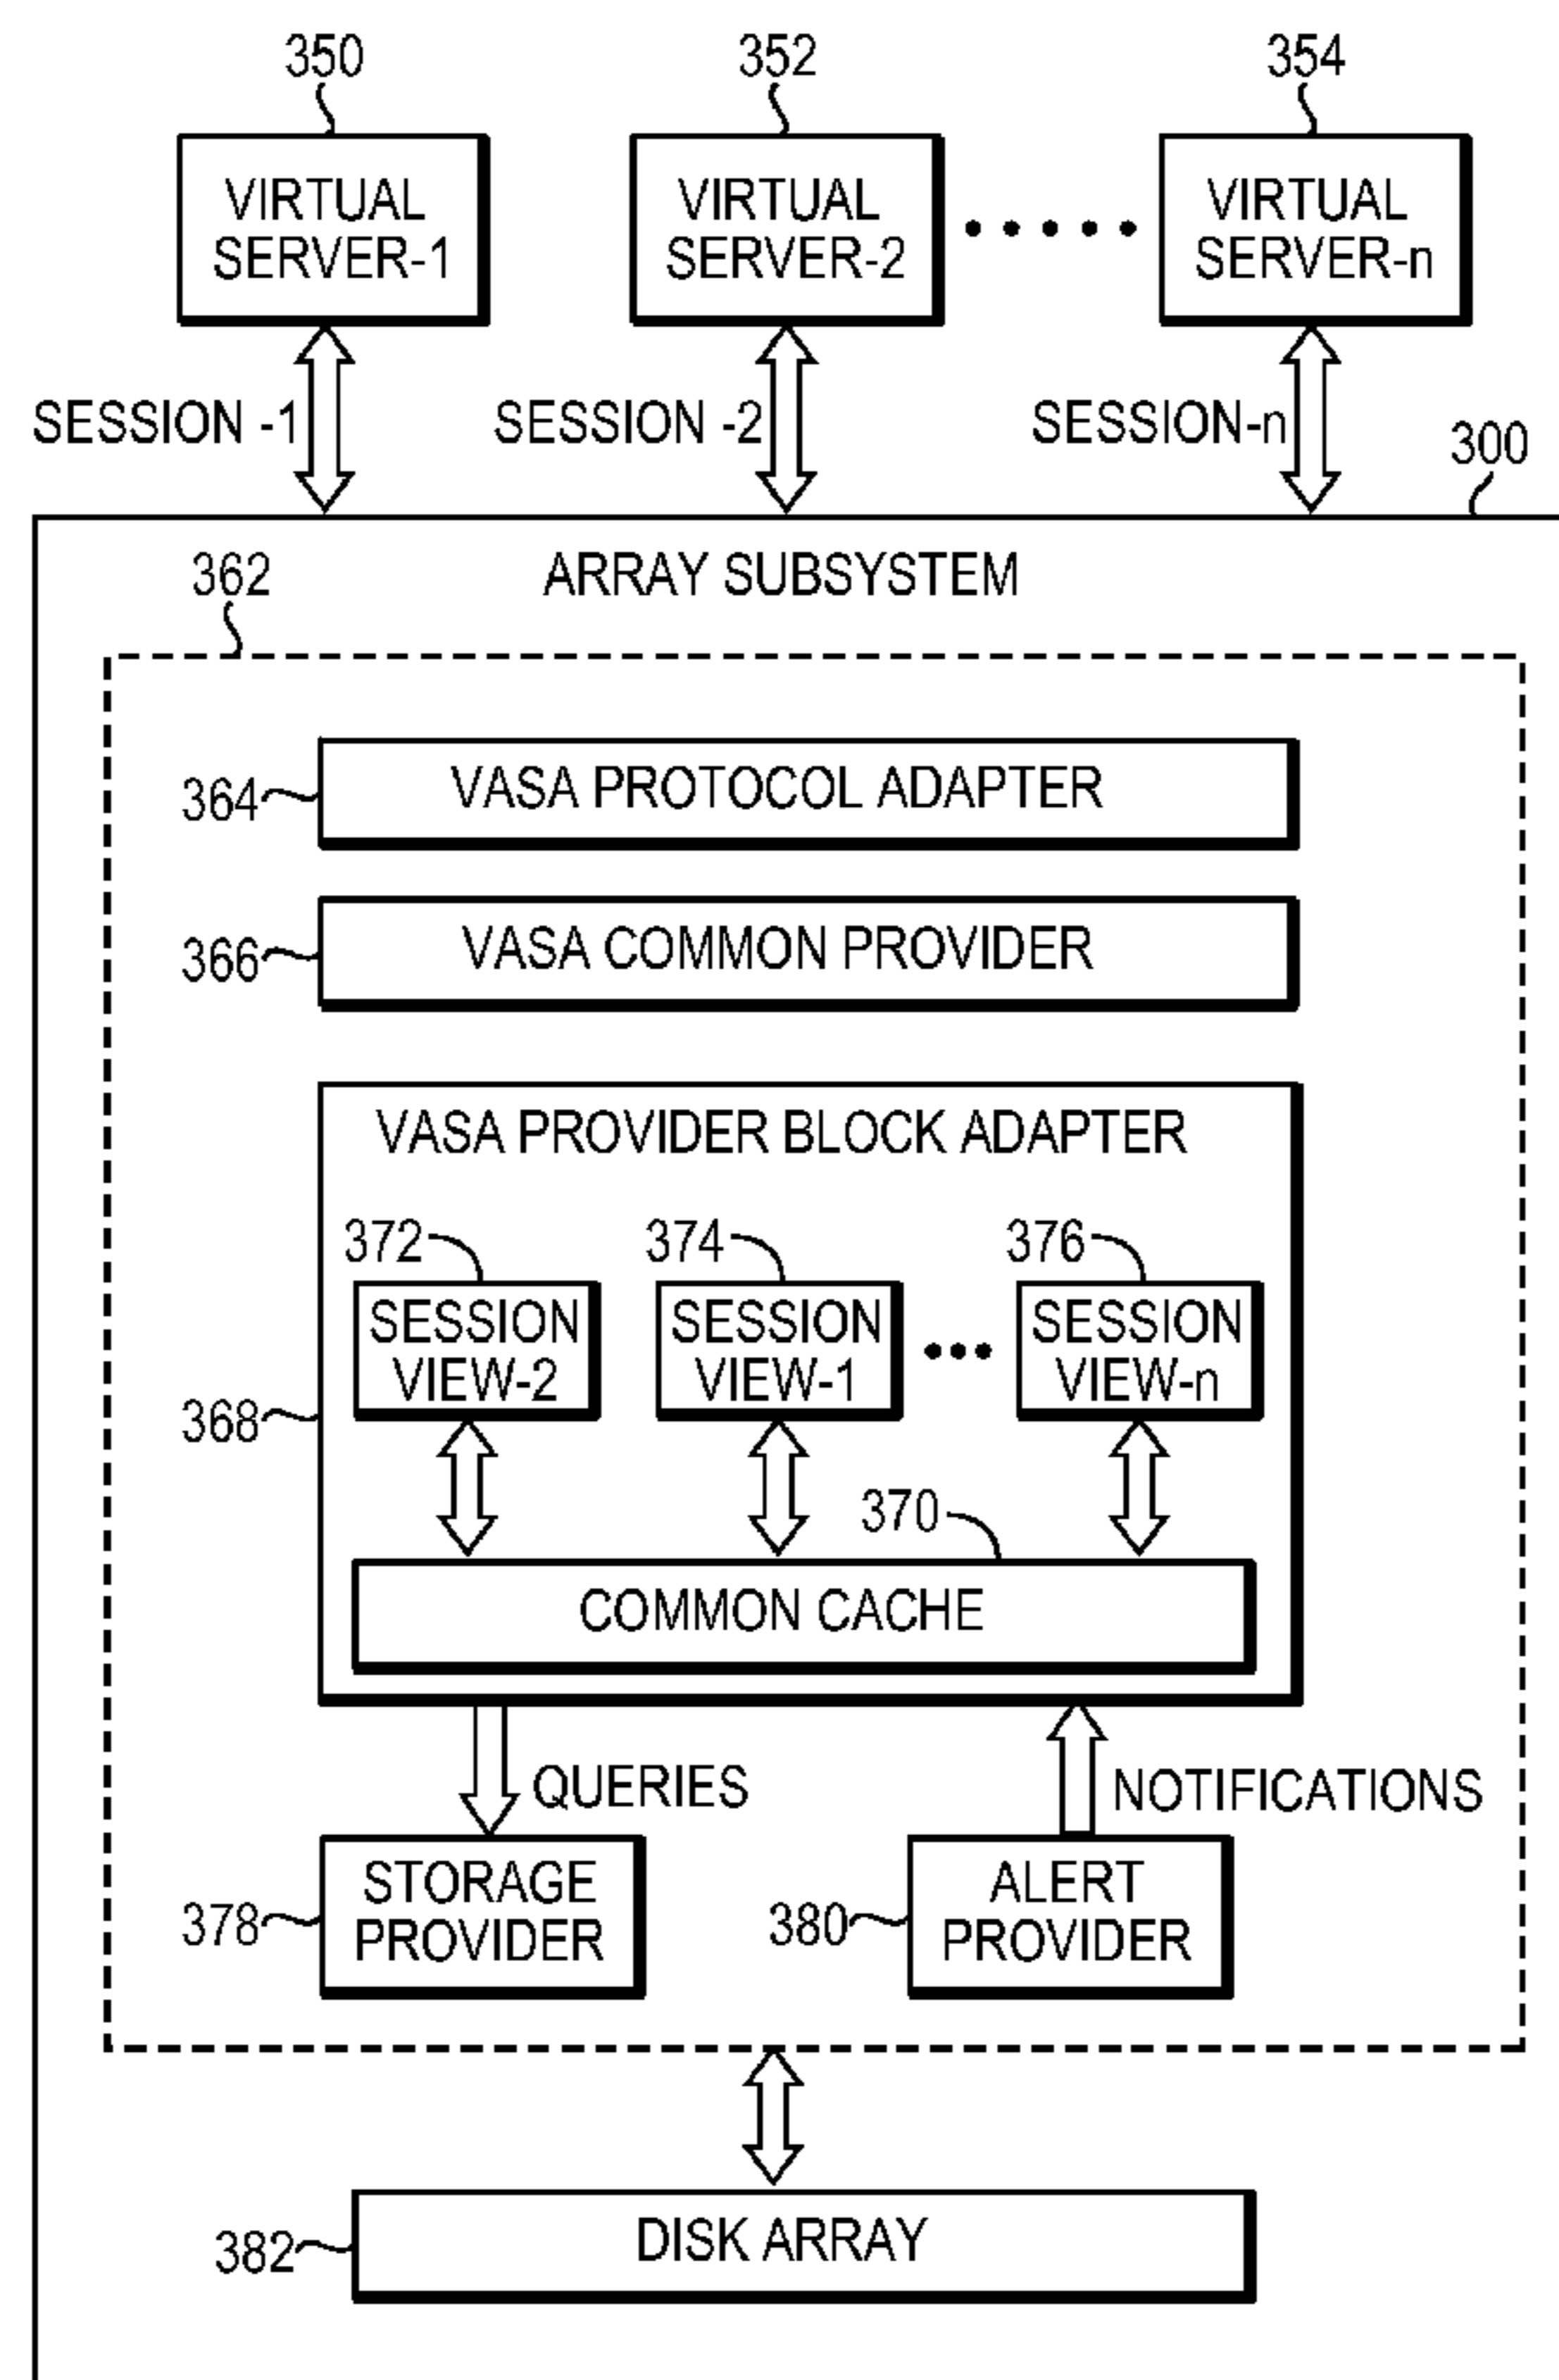 350
352
354
VIRTUAL
SERVER-1
VIRTUAL
SERVER-2
VIRTUAL
SERVER-n
SESSION -1
SESSION -2
SESSION-n
300
362
ARRAY SUBSYSTEM
364
VASA PROTOCOL ADAPTER
366
VASA COMMON PROVIDER
368
VASA PROVIDER BLOCK ADAPTER
372
374
376
SESSION
VIEW-2
SESSION
VIEW-1
SESSION
VIEW-n
370
COMMON CACHE
QUERIES
NOTIFICATIONS
378
STORAGE
PROVIDER
380
ALERT
PROVIDER
382
DISK ARRAY